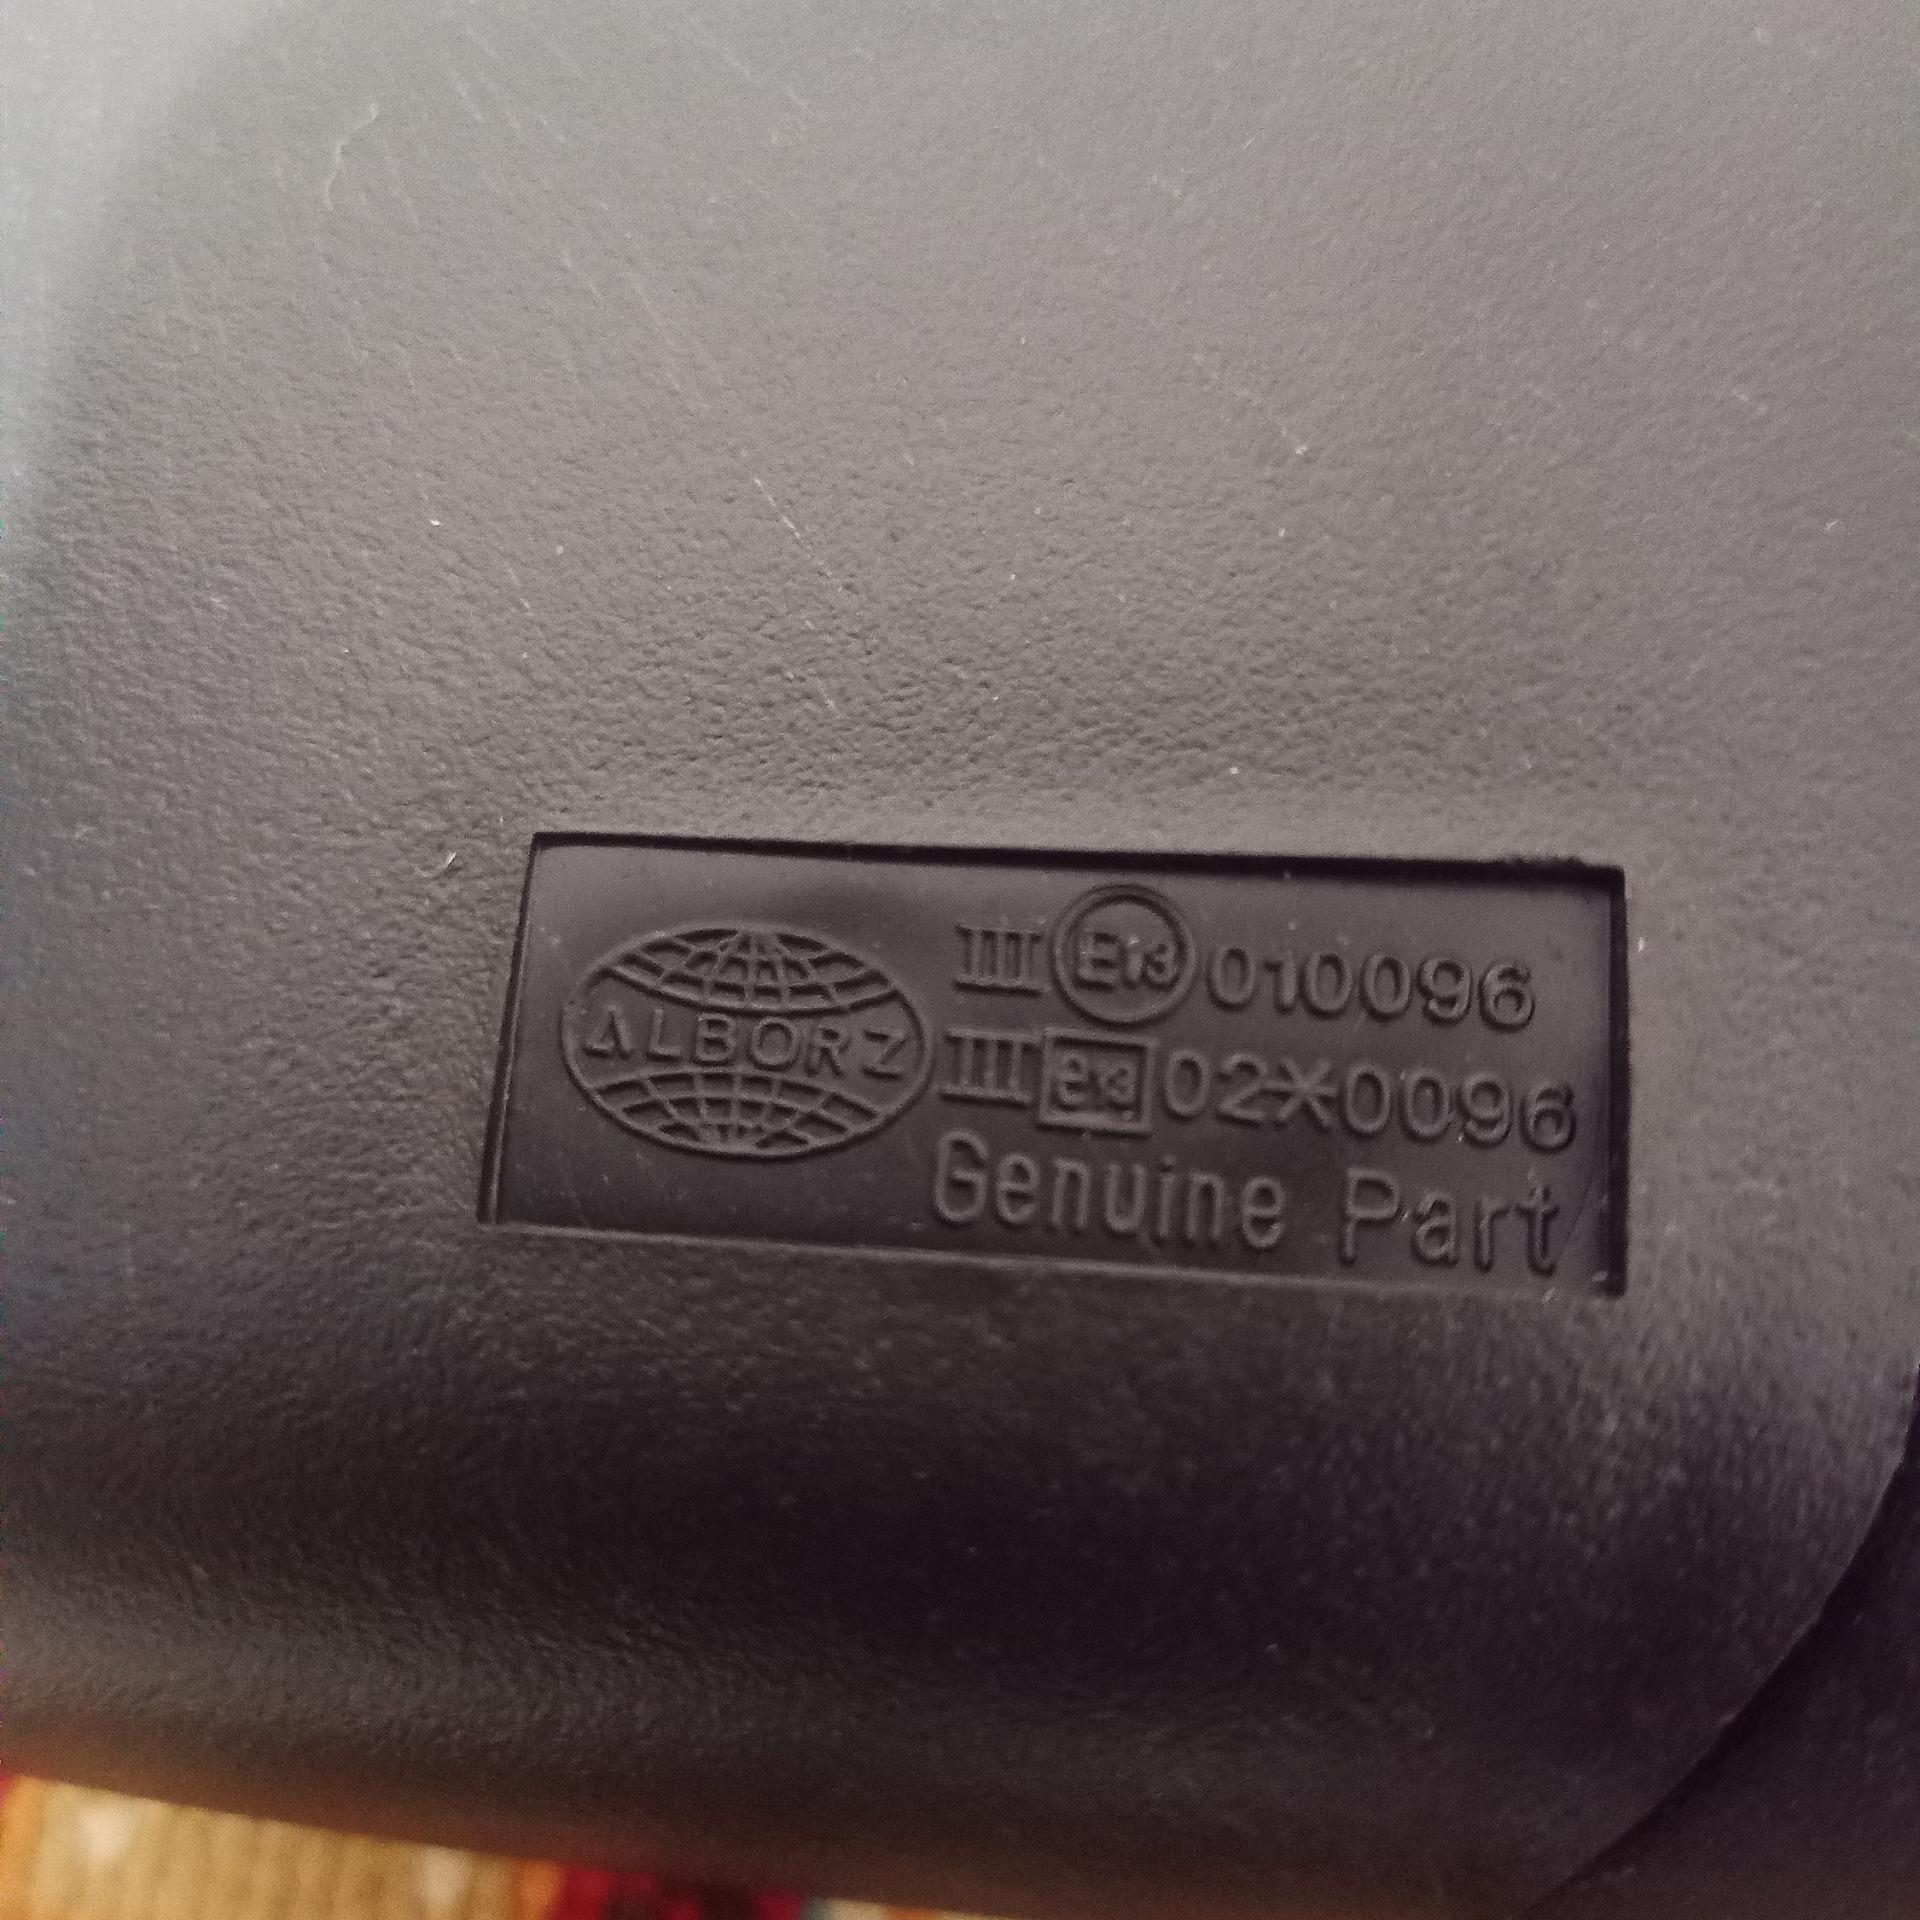 ALBORZ
III E13 010096
III e13 02*0096
Genuine Part